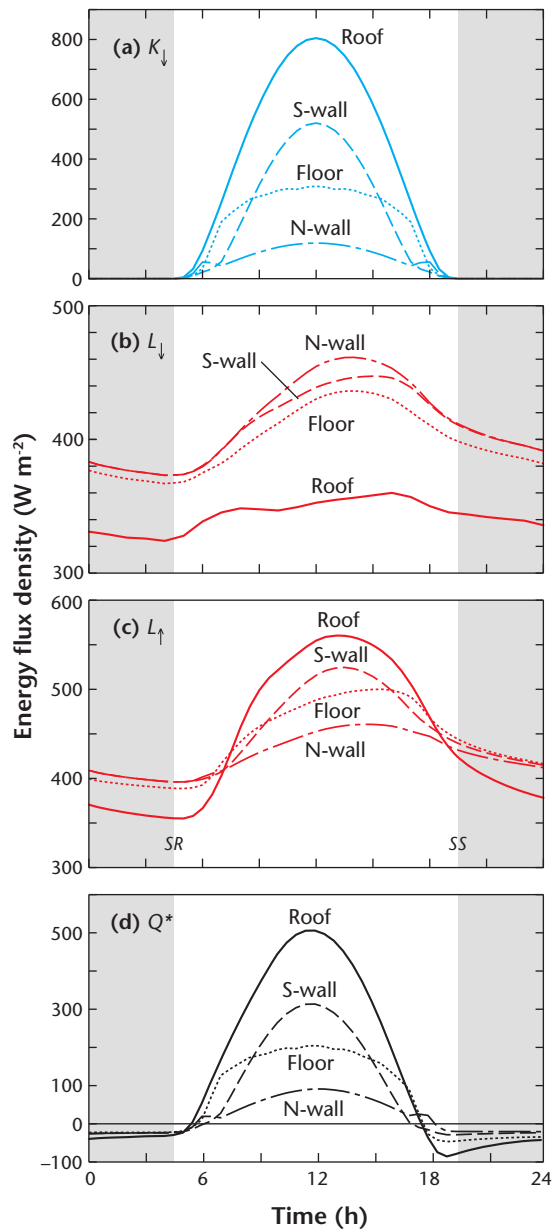 (a) K↓
800
600
400
200
0
Roof
S-wall
Floor
N-wall
(b) L↓
500
400
300
N-wall
S-wall
Floor
Roof
Energy flux density (W m-2)
(c) L↑
600
500
400
300
Roof
S-wall
Floor
N-wall
SR
SS
(d) Q*
500
300
100
0
−100
Roof
S-wall
Floor
N-wall
0
6
12
18
24
Time (h)